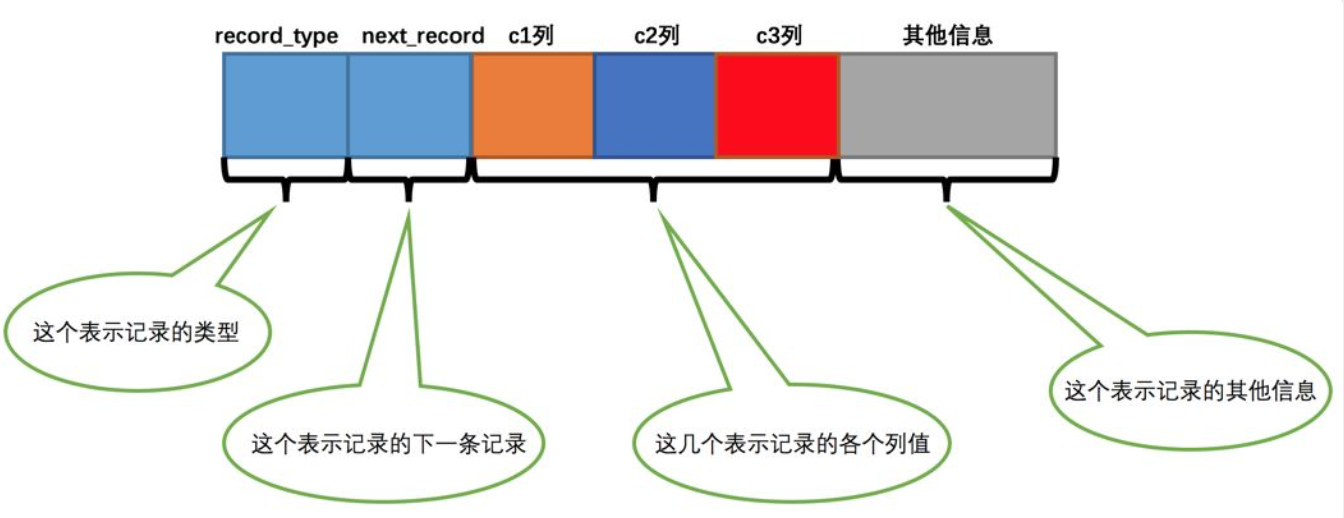 record_type next_record c1列 c2列 c3列 其他信息
这个表示记录的类型
这个表示记录的下一条记录
这几个表示记录的各个列值
这个表示记录的其他信息